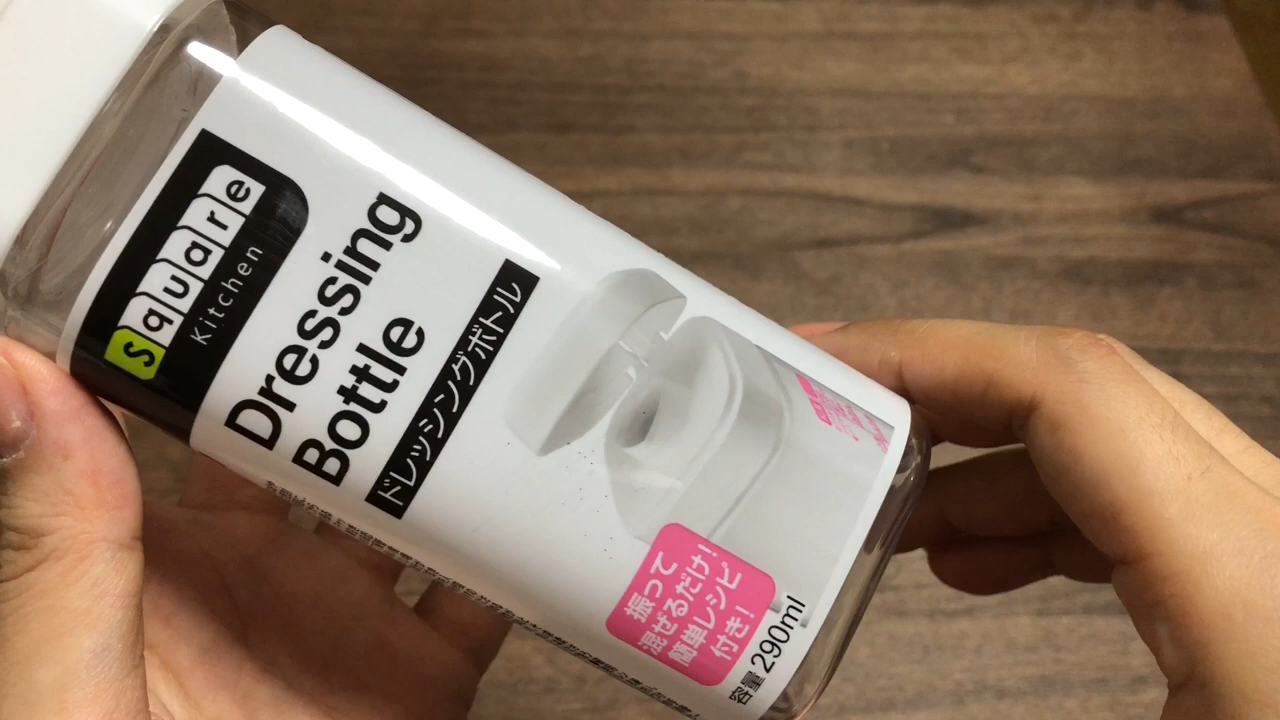 Square
Kitchen
Dressing
Bottle
ドレッシングボトル
振って
混ぜるだけ!
簡単レシピ
付き!
容量 290ml